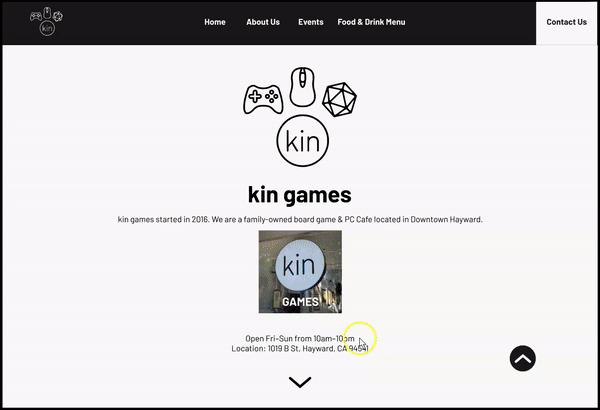 kin
Home About Us Events Food & Drink Menu Contact Us
kin
kin games
kin games started in 2016. We are a family-owned board game & PC Cafe located in Downtown Hayward.
kin
GAMES
Open Fri–Sun from 10am–10pm
Location: 1019 B St, Hayward, CA 94541